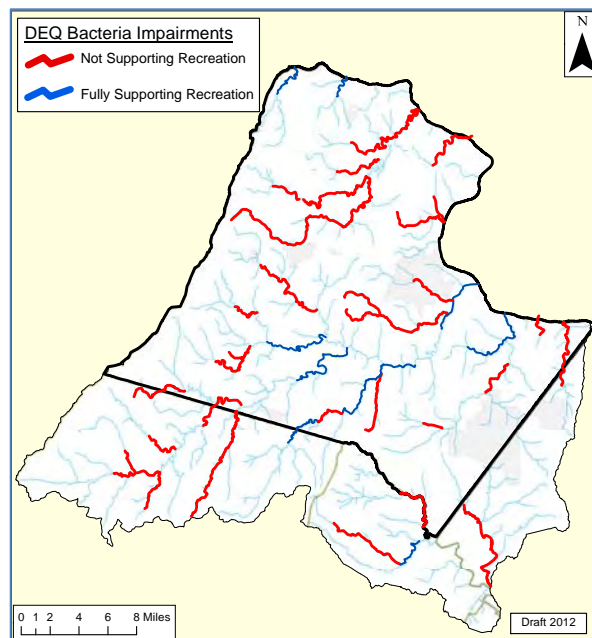 DEQ Bacteria Impairments
Not Supporting Recreation
Fully Supporting Recreation
N
0 1 2 4 6 8 Miles
Draft 2012